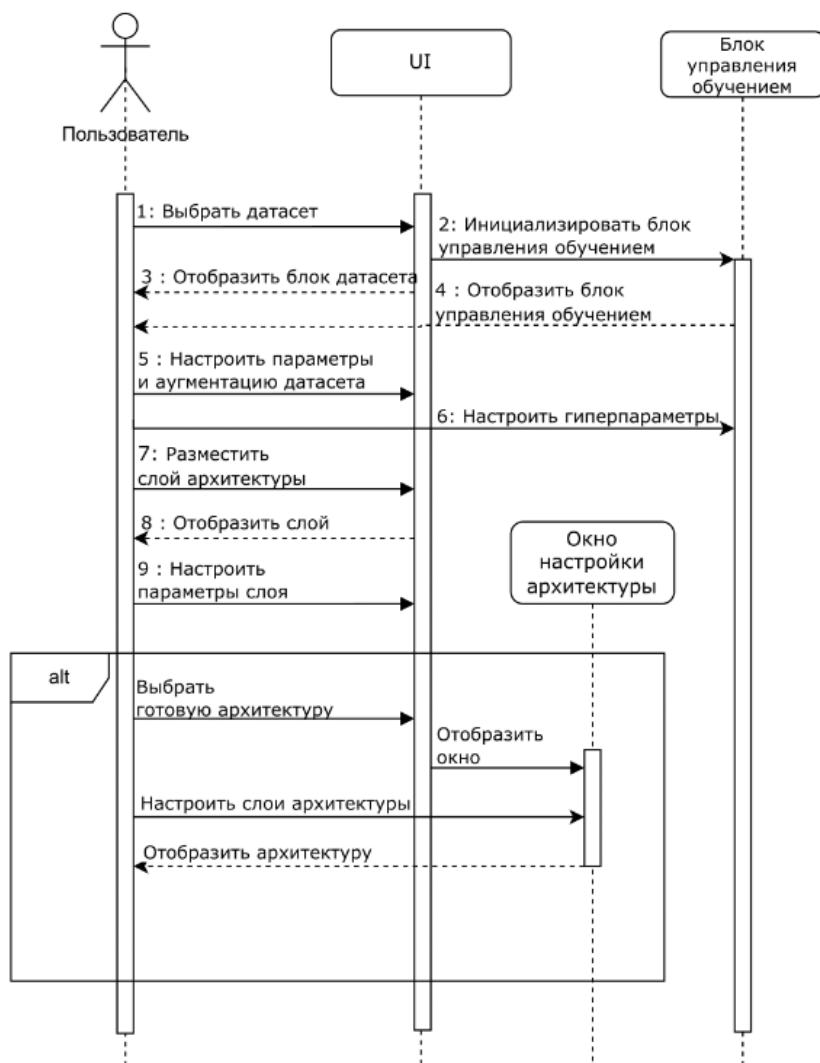 Пользователь
UI
Блок
управления
обучением
1: Выбрать датасет
2: Инициализировать блок
управления обучением
3 : Отобразить блок датасета
4 : Отобразить блок
управления обучением
5 : Настроить параметры
и аугментацию датасета
6: Настроить гиперпараметры
7: Разместить
слой архитектуры
8 : Отобразить слой
Окно
настройки
архитектуры
9 : Настроить
параметры слоя
alt
Выбрать
готовую архитектуру
Отобразить
окно
Настроить слои архитектуры
Отобразить архитектуру